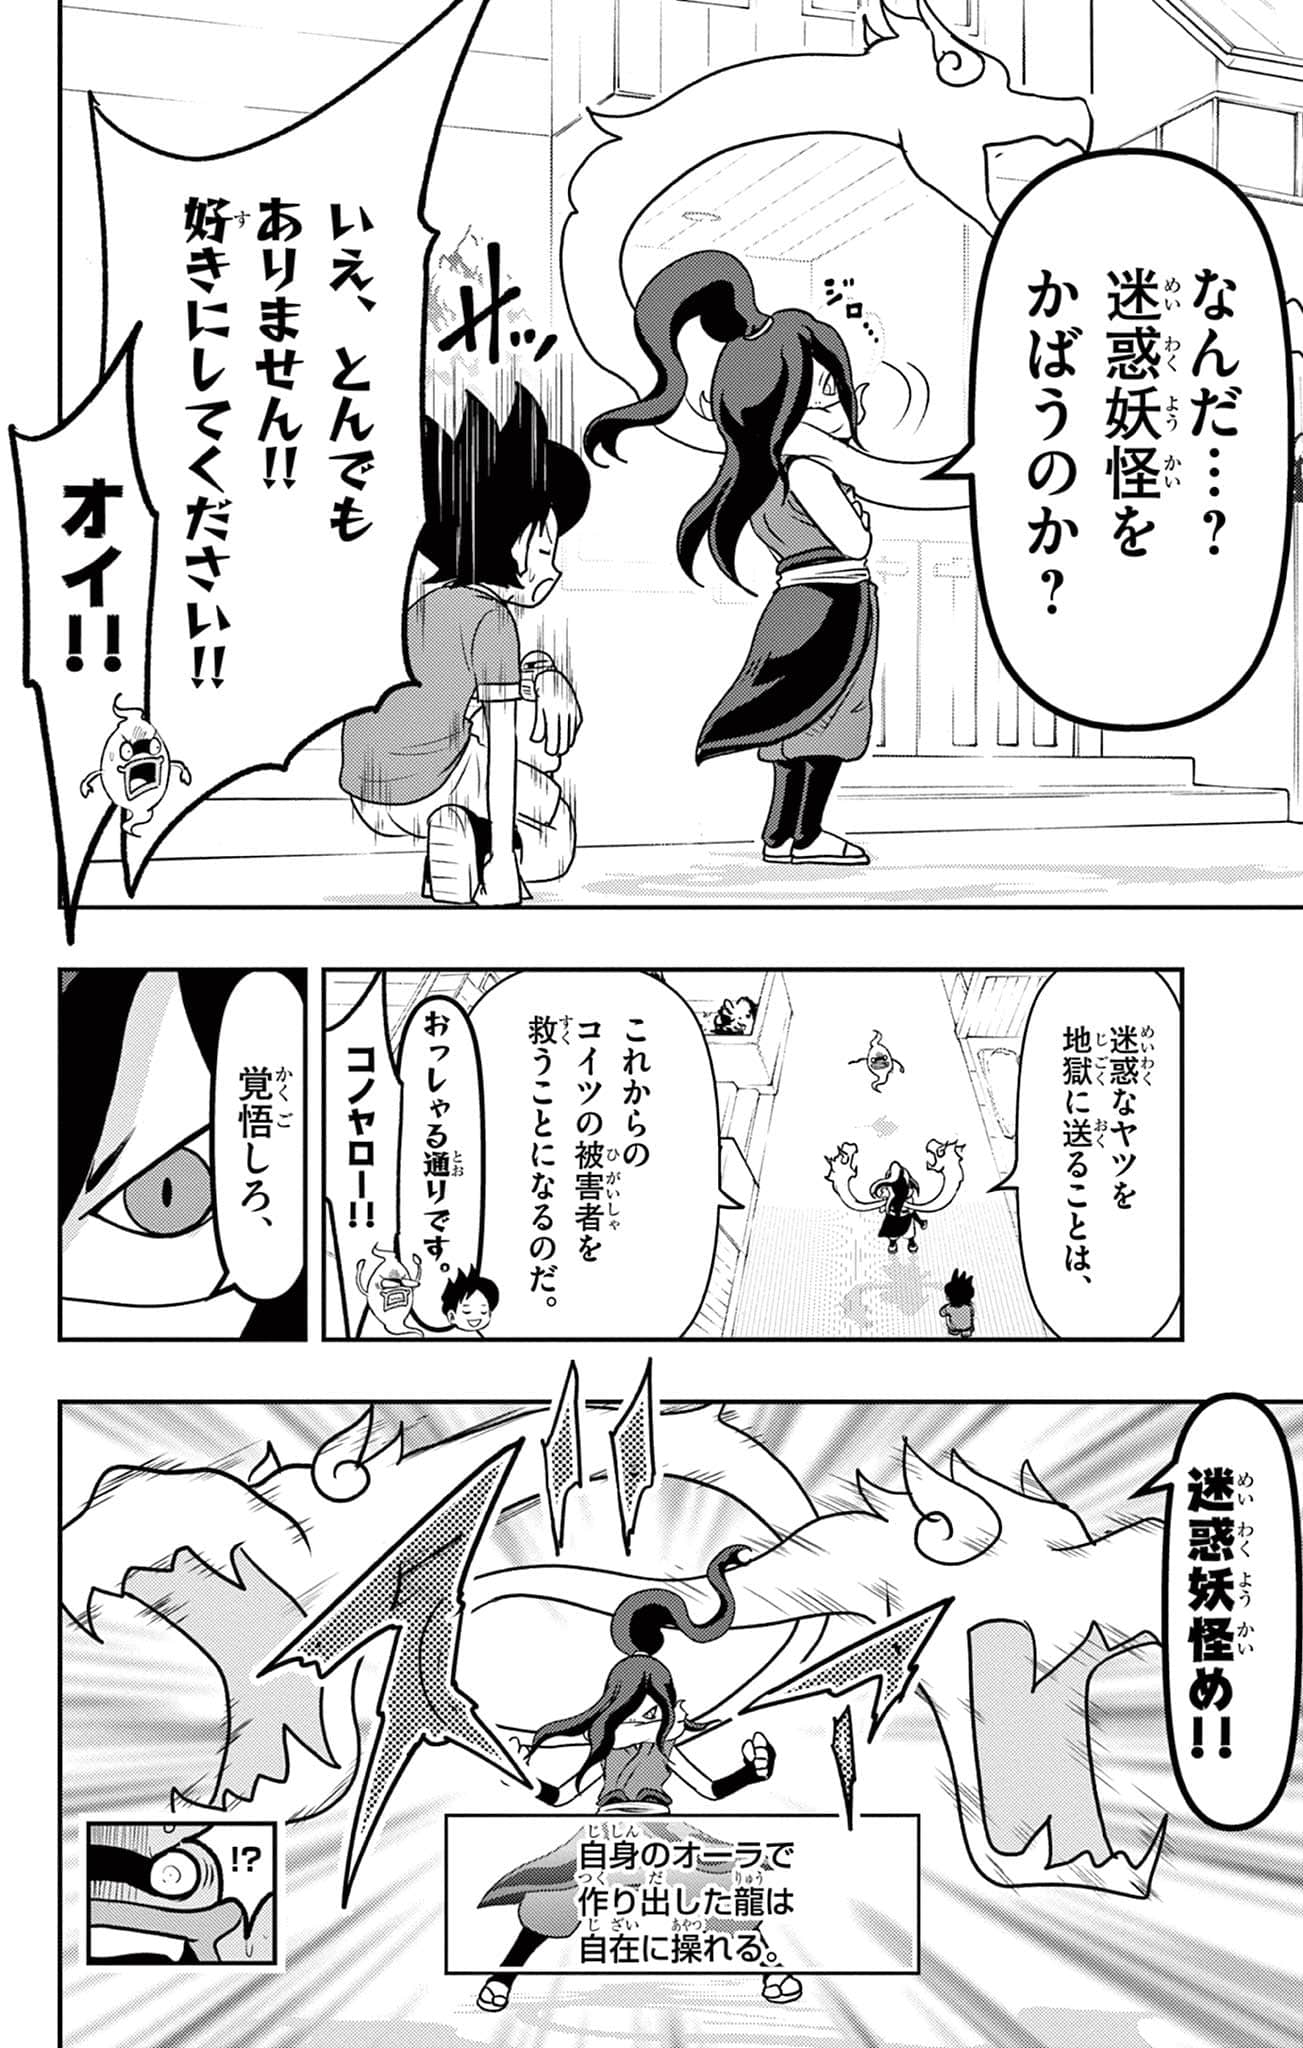 なんだ…?
迷惑妖怪を
かばうのか?
ジロ…
ガッ
いえ、とんでも
ありません!!
好きにしてください!!
オイ!!
迷惑なヤツを
地獄に送ることは、
これからの
コイツの被害者を
救うことになるのだ。
おっしゃる通りです。
コノヤロー!!
覚悟しろ、
迷惑妖怪め!!
自身のオーラで
作り出した龍は
自在に操れる。
!?